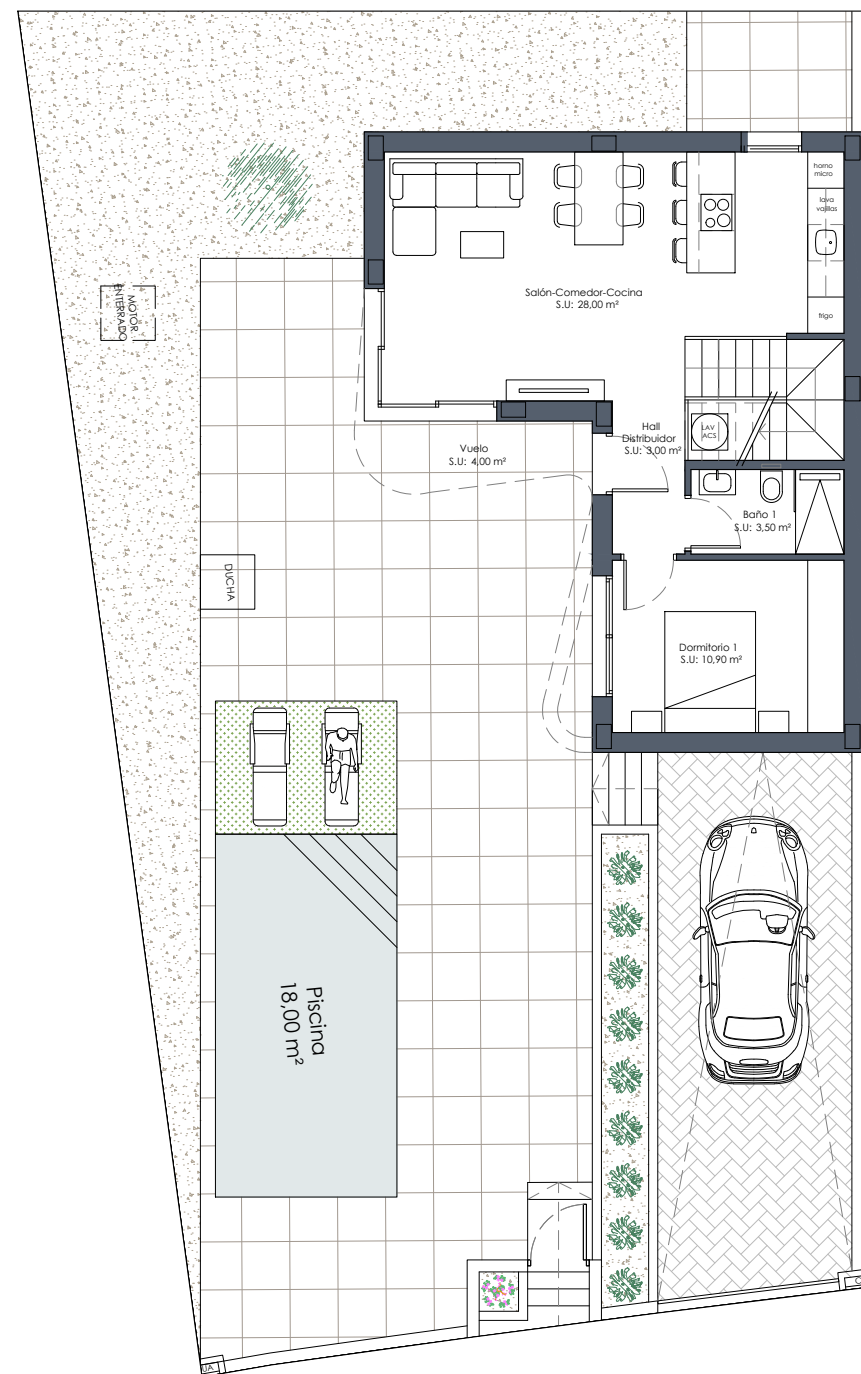 horno
micro
lava
vajillas
MOTOR
ENTERRADO
Salón-Comedor-Cocina
S.U: 28,00 m²
frigo
Hall
Distribuidor
S.U: 3,00 m²
LAV
ACS
Vuelo
S.U: 4,00 m²
Baño 1
S.U: 3,50 m²
DUCHA
Dormitorio 1
S.U: 10,90 m²
Piscina
18,00 m²